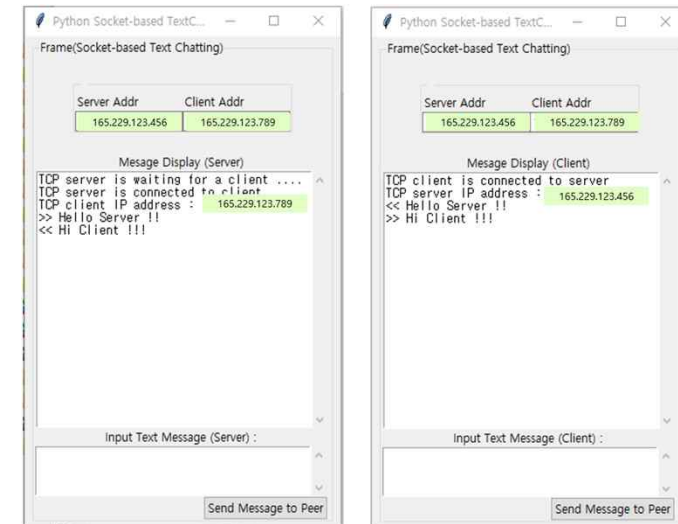 Python Socket-based TextC...
Frame(Socket-based Text Chatting)
Server Addr Client Addr
165.229.123.456 165.229.123.789
Mesage Display (Server)
TCP server is waiting for a client ....
TCP server is connected to client
TCP client IP address : 165.229.123.789
>> Hello Server !!
<< Hi Client !!!
Input Text Message (Server) :
Send Message to Peer
Python Socket-based TextC...
Frame(Socket-based Text Chatting)
Server Addr Client Addr
165.229.123.456 165.229.123.789
Mesage Display (Client)
TCP client is connected to server
TCP server IP address : 165.229.123.456
<< Hello Server !!
>> Hi Client !!!
Input Text Message (Client) :
Send Message to Peer